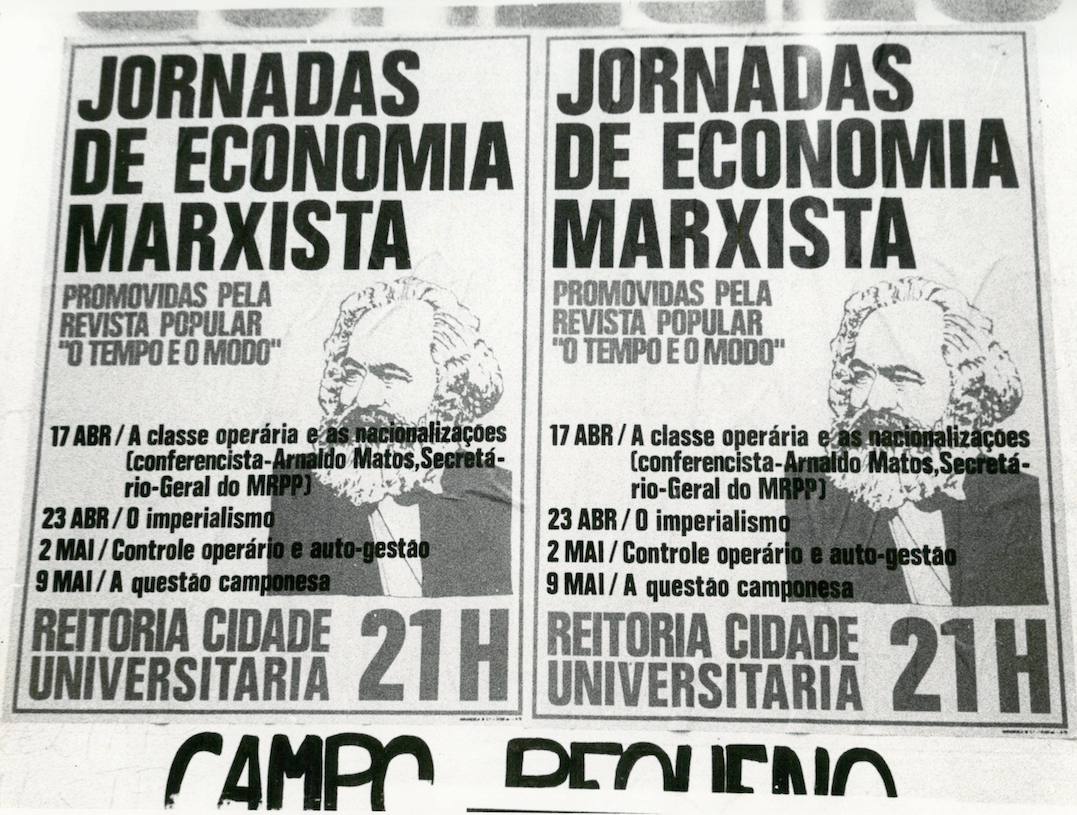 JORNADAS
DE ECONOMIA
MARXISTA
PROMOVIDAS PELA
REVISTA POPULAR
"O TEMPO E O MODO"
17 ABR / A classe operária e as nacionalizações
(conferencista-Arnaldo Matos, Secretá-
rio-Geral do MRPP)
23 ABR / O imperialismo
2 MAI / Controle operário e auto-gestão
9 MAI / A questão camponesa
REITORIA CIDADE
UNIVERSITARIA
21 H
JORNADAS
DE ECONOMIA
MARXISTA
PROMOVIDAS PELA
REVISTA POPULAR
"O TEMPO E O MODO"
17 ABR / A classe operária e as nacionalizações
(conferencista-Arnaldo Matos, Secretá-
rio-Geral do MRPP)
23 ABR / O imperialismo
2 MAI / Controle operário e auto-gestão
9 MAI / A questão camponesa
REITORIA CIDADE
UNIVERSITARIA
21 H
CAMPO PEQUENO